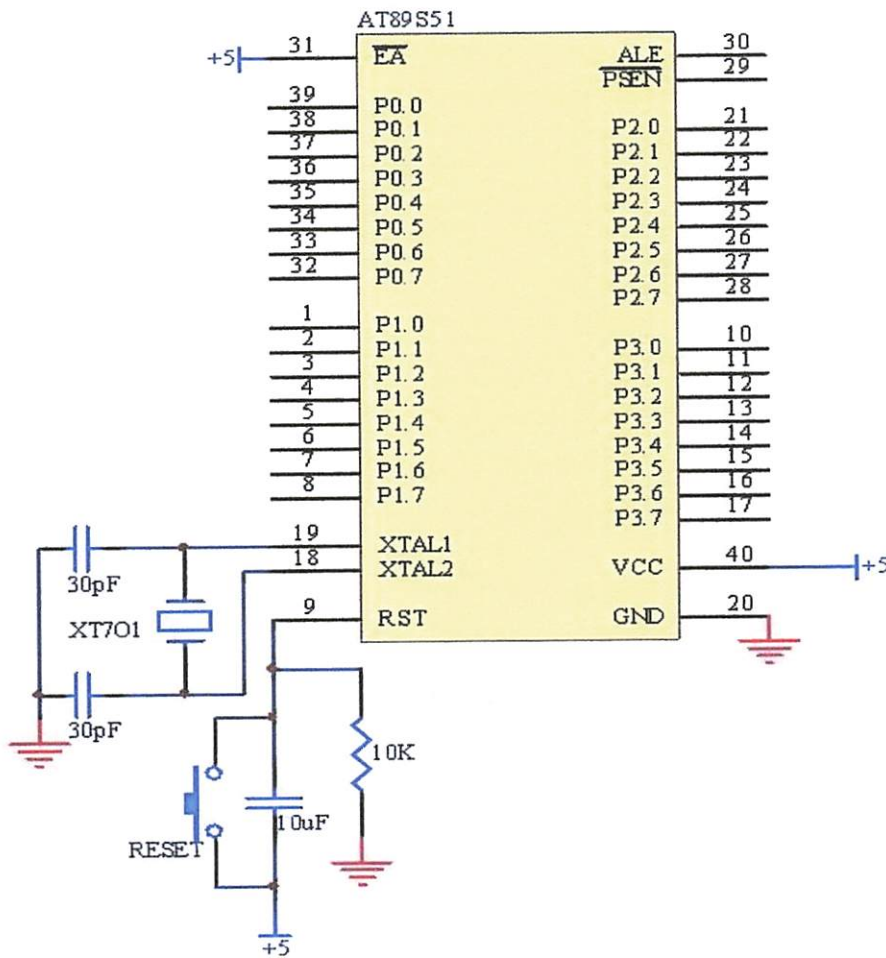 AT89S51
+5
31
EA
ALE
30
PSEN
29
39
P0.0
38
P0.1
37
P0.2
36
P0.3
35
P0.4
34
P0.5
33
P0.6
32
P0.7
P2.0
21
P2.1
22
P2.2
23
P2.3
24
P2.4
25
P2.5
26
P2.6
27
P2.7
28
1
P1.0
2
P1.1
3
P1.2
4
P1.3
5
P1.4
6
P1.5
7
P1.6
8
P1.7
P3.0
10
P3.1
11
P3.2
12
P3.3
13
P3.4
14
P3.5
15
P3.6
16
P3.7
17
19
XTAL1
18
XTAL2
VCC
40
+5
9
RST
GND
20
30pF
XT701
30pF
10K
10uF
RESET
+5